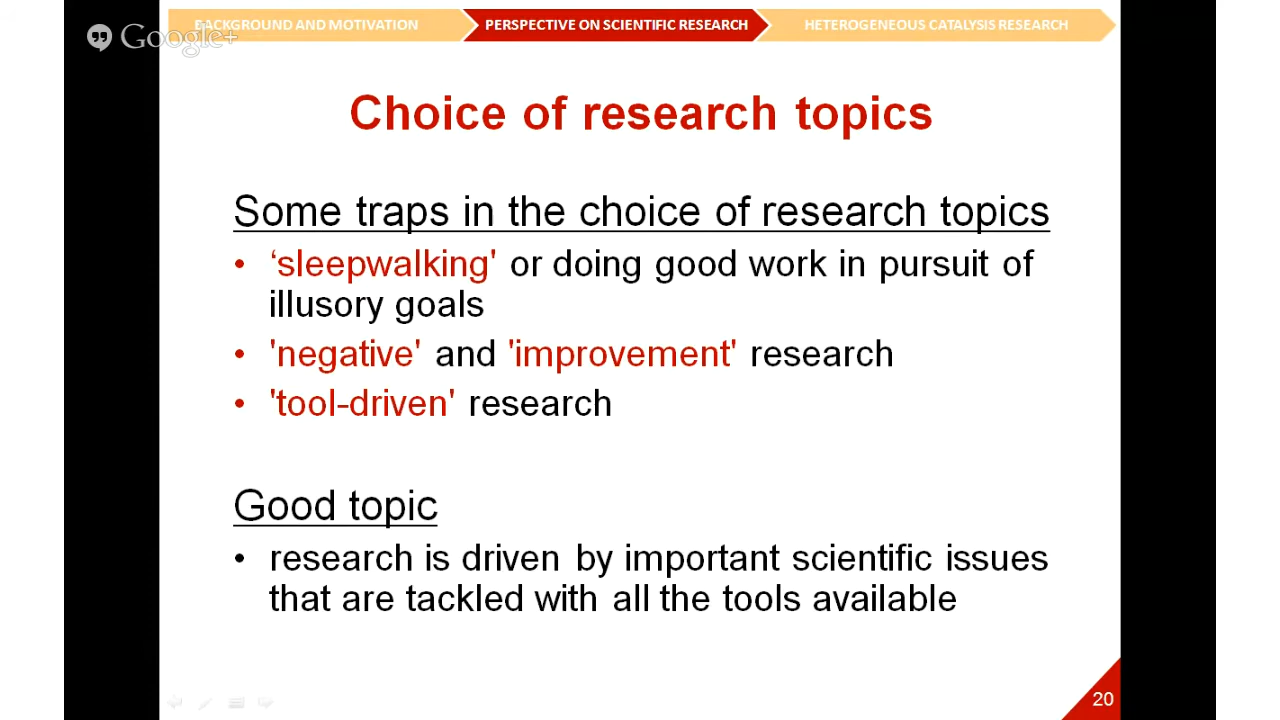 BACKGROUND AND MOTIVATION
PERSPECTIVE ON SCIENTIFIC RESEARCH
HETEROGENEOUS CATALYSIS RESEARCH
Google+
Choice of research topics
Some traps in the choice of research topics
• ‘sleepwalking' or doing good work in pursuit of
illusory goals
• 'negative' and 'improvement' research
• 'tool-driven' research
Good topic
• research is driven by important scientific issues
that are tackled with all the tools available
20